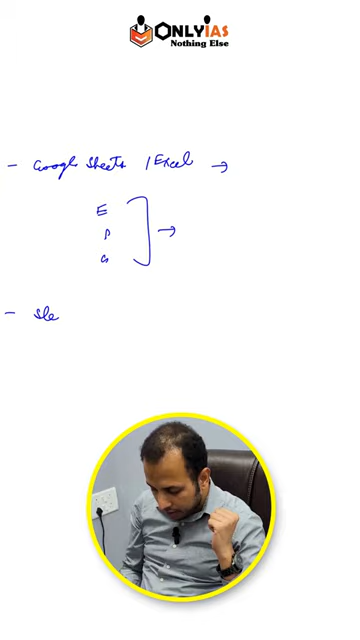 ONLYIAS
Nothing Else
- Google Sheets / Excel →
E
P
G
→
- Sle